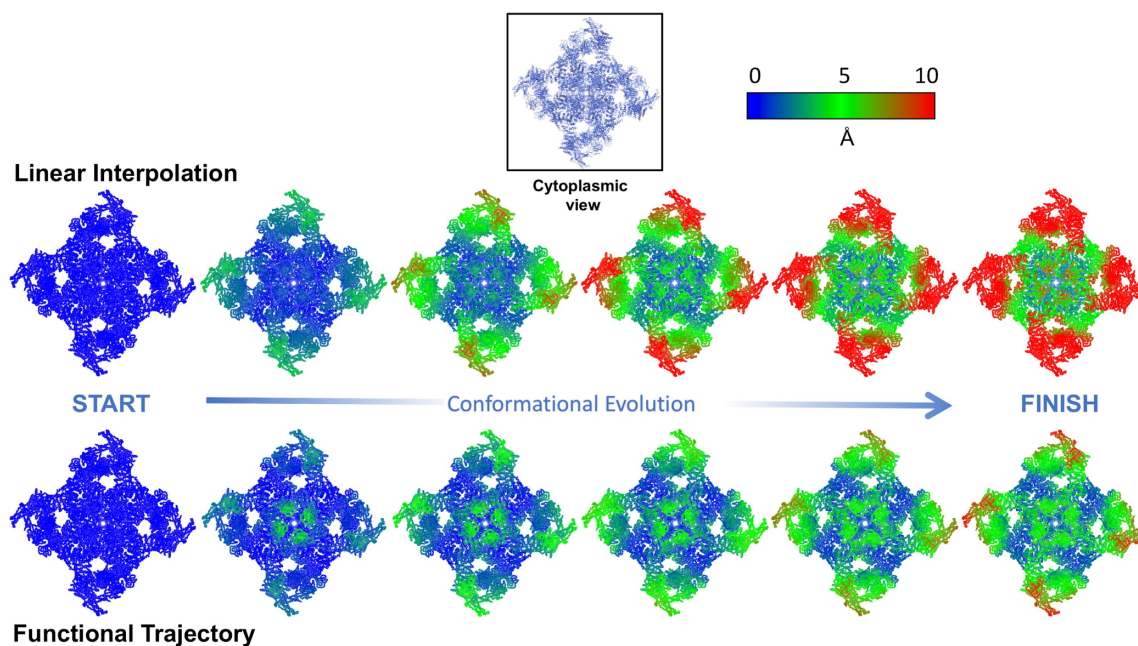 0 5 10
Å
Cytoplasmic
view
Linear Interpolation
START Conformational Evolution FINISH
Functional Trajectory